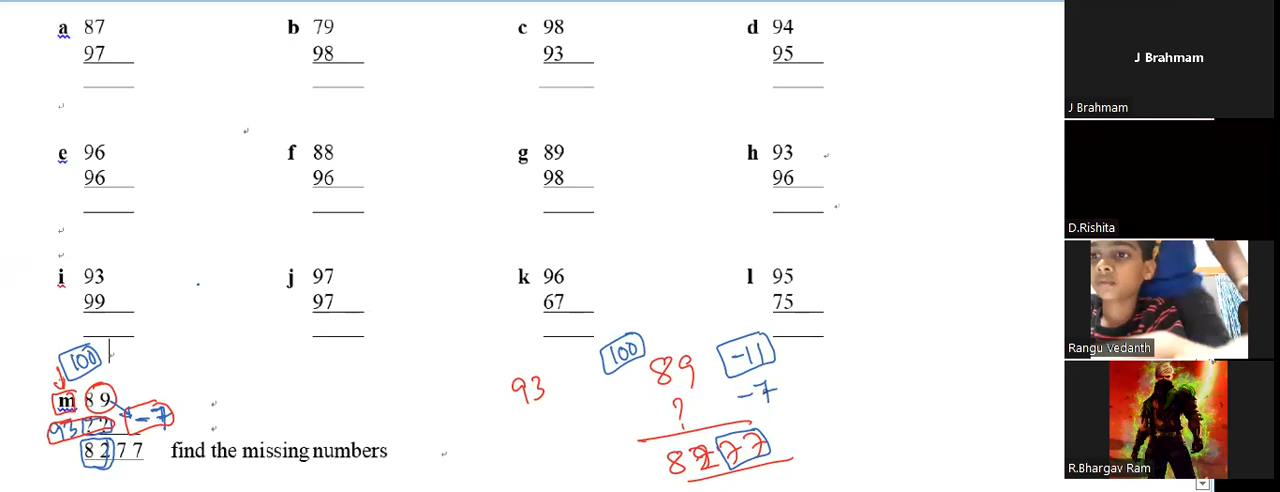 a 87 b 79 c 98 d 94
97 98 93 95
e 96 f 88 g 89 h 93
96 96 98 96
i 93 j 97 k 96 l 95
99 97 67 75
100 100 89 -11
93 ? -7
m 89 -7
93 ??
8277 find the missing numbers
8277
J Brahmam
J Brahmam
D.Rishita
Rangu Vedanth
R.Bhargav Ram